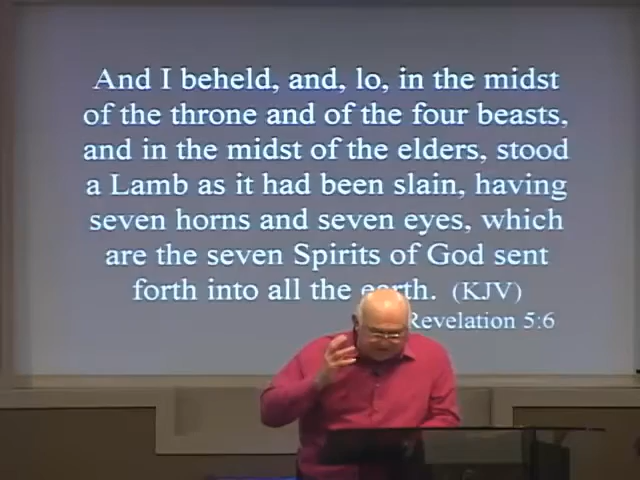 And I beheld, and, lo, in the midst
of the throne and of the four beasts,
and in the midst of the elders, stood
a Lamb as it had been slain, having
seven horns and seven eyes, which
are the seven Spirits of God sent
forth into all the earth. (KJV)
Revelation 5:6